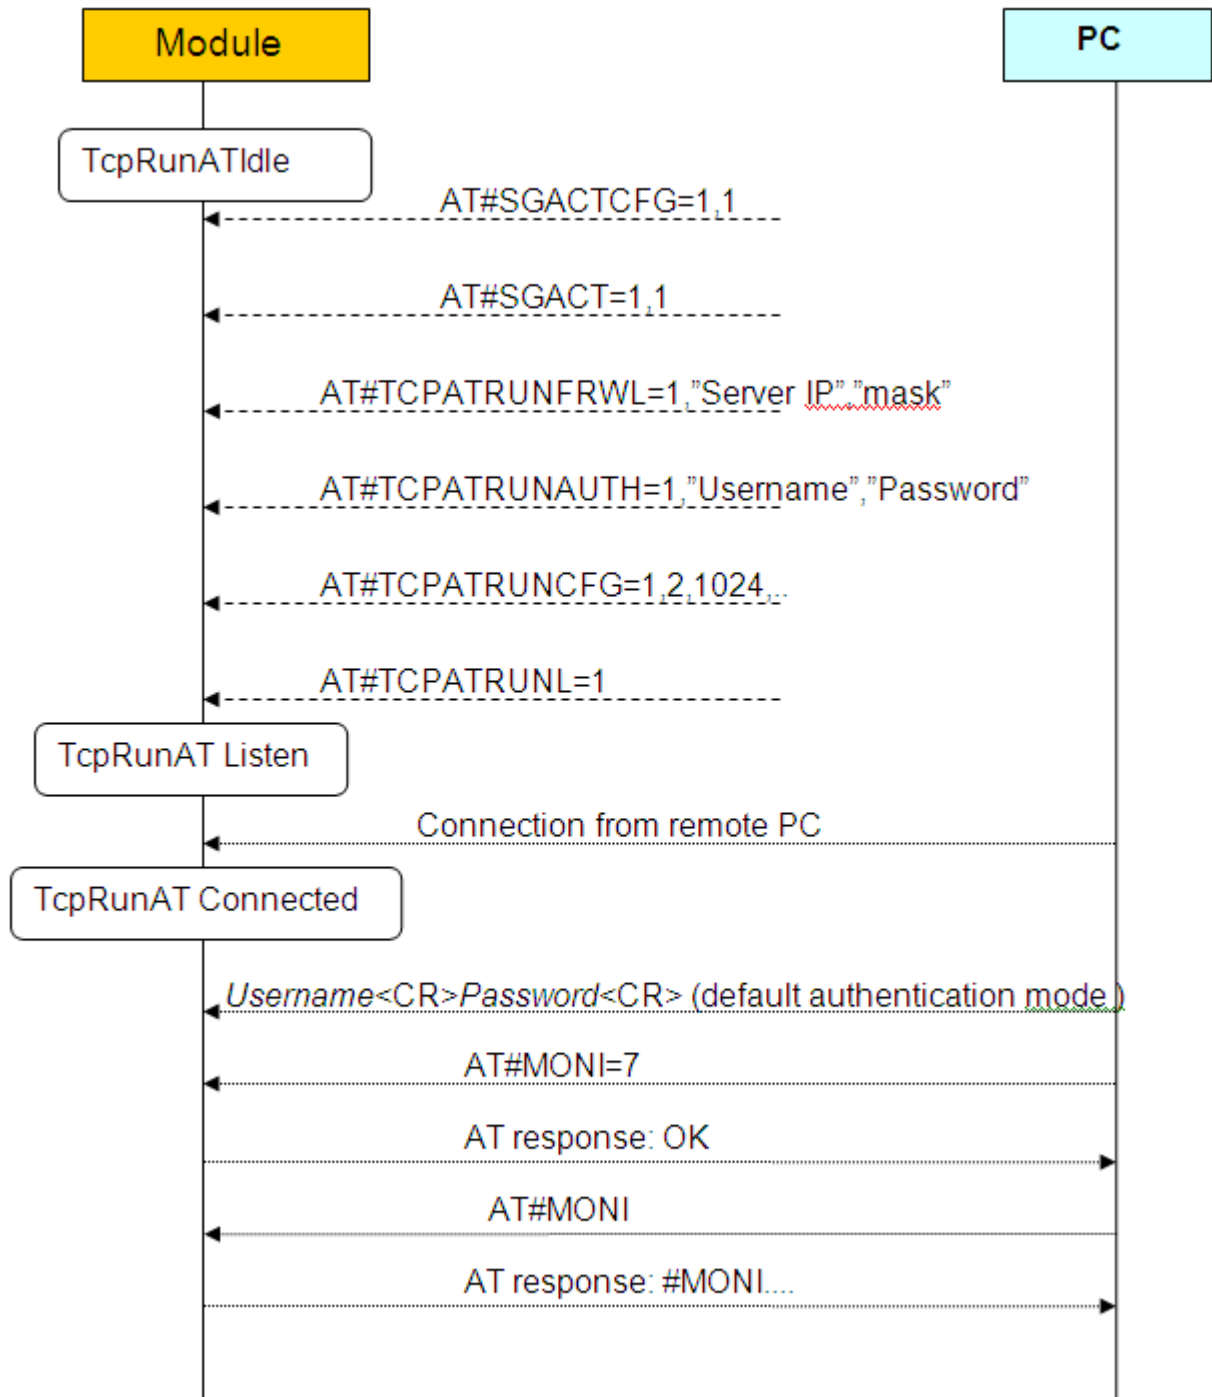 Module
PC
TcpRunATIdle
AT#SGACTCFG=1,1
AT#SGACT=1,1
AT#TCPATRUNFRWL=1,”Server IP”,”mask”
AT#TCPATRUNAUTH=1,”Username”,”Password”
AT#TCPATRUNCFG=1,2,1024,..
AT#TCPATRUNL=1
TcpRunAT Listen
Connection from remote PC
TcpRunAT Connected
Username<CR>Password<CR> (default authentication mode )
AT#MONI=7
AT response: OK
AT#MONI
AT response: #MONI....